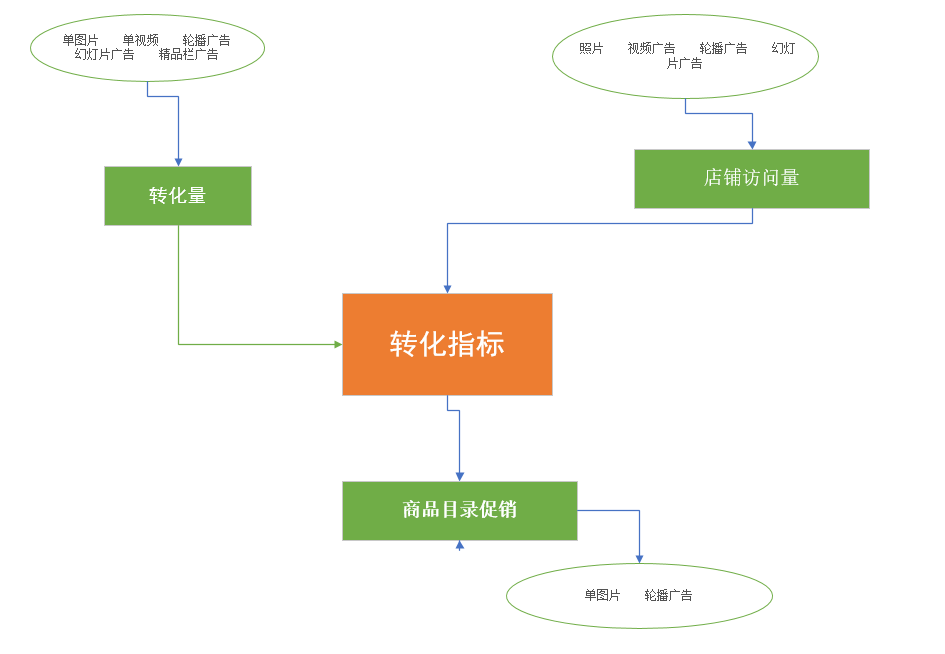 单图片 单视频 轮播广告
幻灯片广告 精品栏广告
照片 视频广告 轮播广告 幻灯
片广告
转化量
店铺访问量
转化指标
商品目录促销
单图片 轮播广告